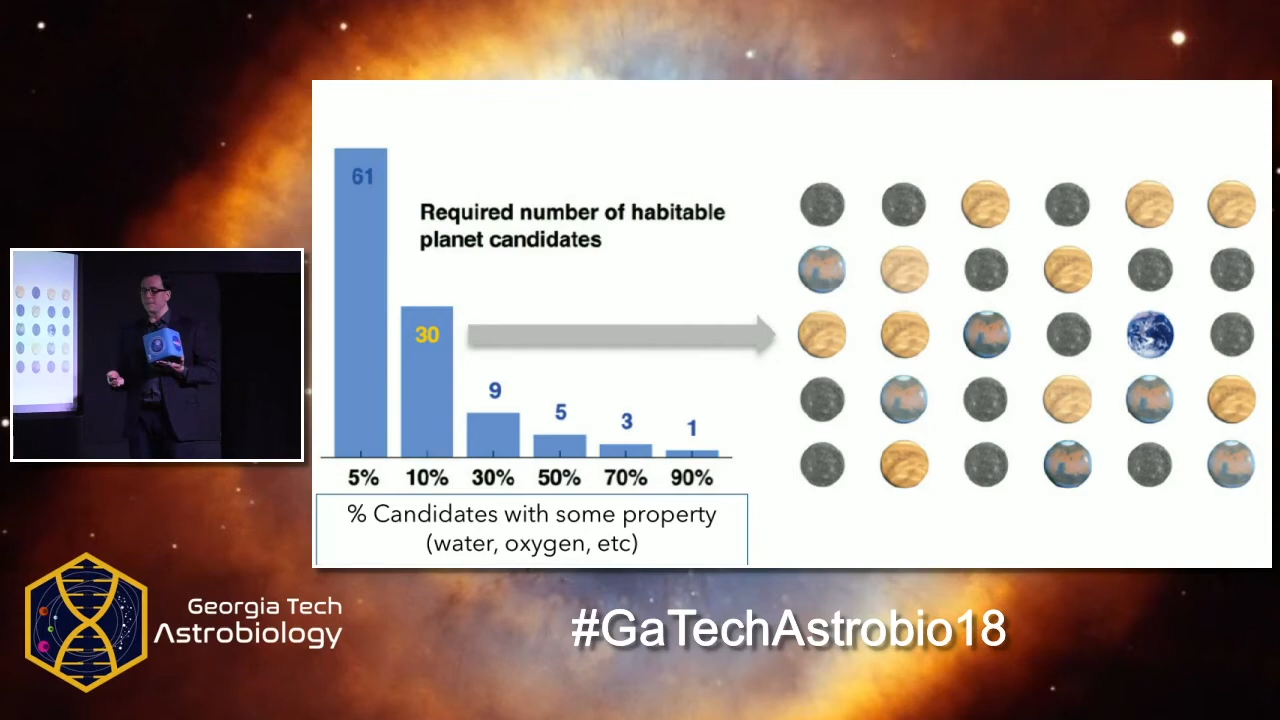 61
Required number of habitable
planet candidates
30
9
5
3
1
5% 10% 30% 50% 70% 90%
% Candidates with some property
(water, oxygen, etc)
Georgia Tech
Astrobiology
#GaTechAstrobio18